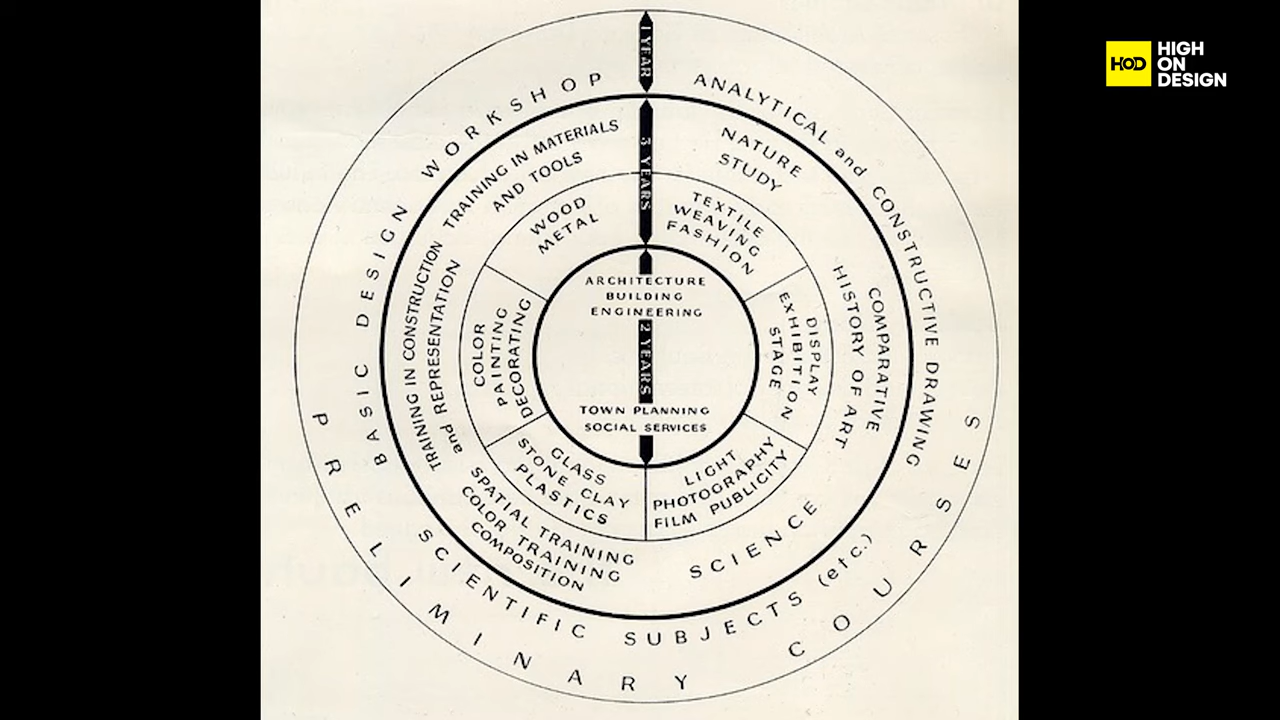 HOD
HIGH
ON
DESIGN
1 YEAR
3 YEARS
2 YEARS
BASIC DESIGN WORKSHOP
ANALYTICAL and CONSTRUCTIVE DRAWING
SCIENTIFIC SUBJECTS (etc.)
PRELIMINARY COURSES
TRAINING IN MATERIALS
AND TOOLS
NATURE
STUDY
COMPARATIVE
HISTORY OF ART
SCIENCE
SPATIAL TRAINING
COLOR TRAINING
COMPOSITION
TRAINING IN CONSTRUCTION
and REPRESENTATION
WOOD
METAL
TEXTILE
WEAVING
FASHION
DISPLAY
EXHIBITION
STAGE
LIGHT
PHOTOGRAPHY
FILM PUBLICITY
GLASS
STONE CLAY
PLASTICS
COLOR
PAINTING
DECORATING
ARCHITECTURE
BUILDING
ENGINEERING
TOWN PLANNING
SOCIAL SERVICES